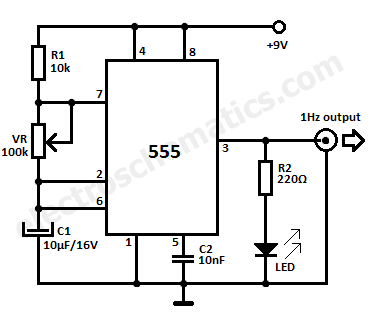 +9V
R1
10k
4
8
7
VR
100k
555
1Hz output
3
2
R2
220Ω
6
C1
10µF/16V
1
5
C2
10nF
LED
electroschematics.com